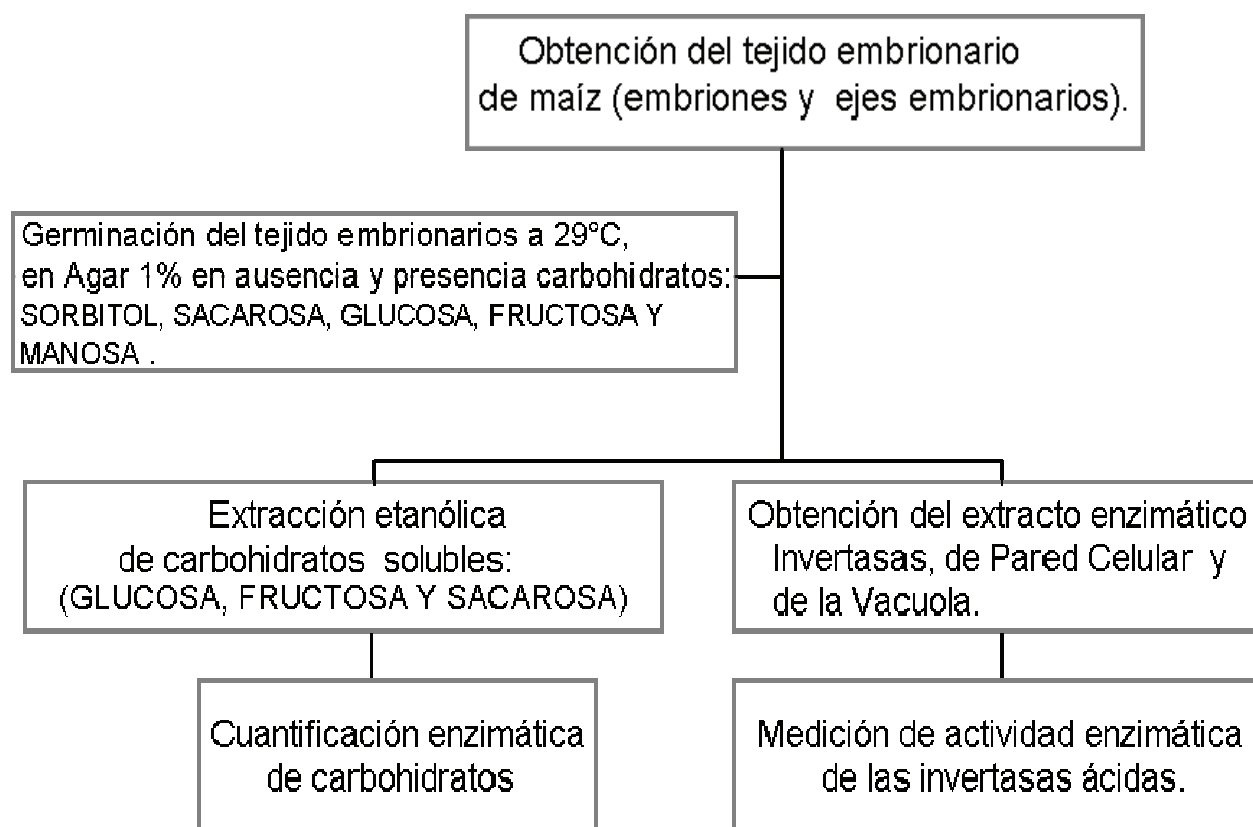 Obtención del tejido embrionario
de maíz (embriones y ejes embrionarios).
Germinación del tejido embrionarios a 29ºC,
en Agar 1% en ausencia y presencia carbohidratos:
SORBITOL, SACAROSA, GLUCOSA, FRUCTOSA Y
MANOSA .
Extracción etanólica
de carbohidratos solubles:
(GLUCOSA, FRUCTOSA Y SACAROSA)
Obtención del extracto enzimático
Invertasas, de Pared Celular y
de la Vacuola.
Cuantificación enzimática
de carbohidratos
Medición de actividad enzimática
de las invertasas ácidas.